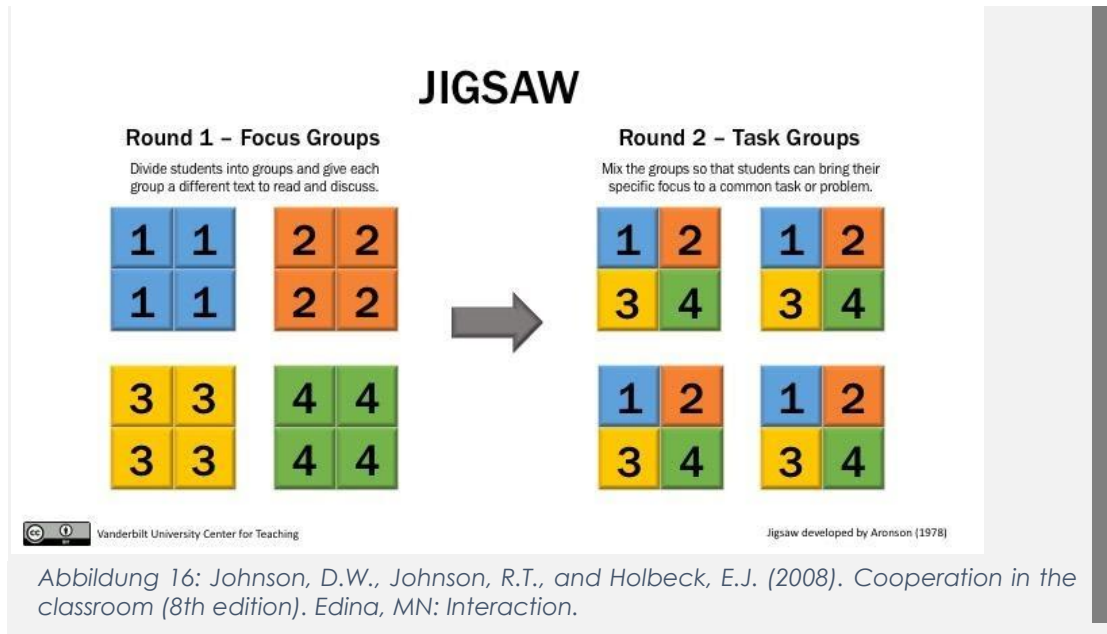 JIGSAW
Round 1 – Focus Groups
Divide students into groups and give each
group a different text to read and discuss.
1 1 2 2
1 1 2 2
3 3 4 4
3 3 4 4
Round 2 – Task Groups
Mix the groups so that students can bring their
specific focus to a common task or problem.
1 2 1 2
3 4 3 4
1 2 1 2
3 4 3 4
cc
BY
Vanderbilt University Center for Teaching
Jigsaw developed by Aronson (1978)
Abbildung 16: Johnson, D.W., Johnson, R.T., and Holbeck, E.J. (2008). Cooperation in the
classroom (8th edition). Edina, MN: Interaction.